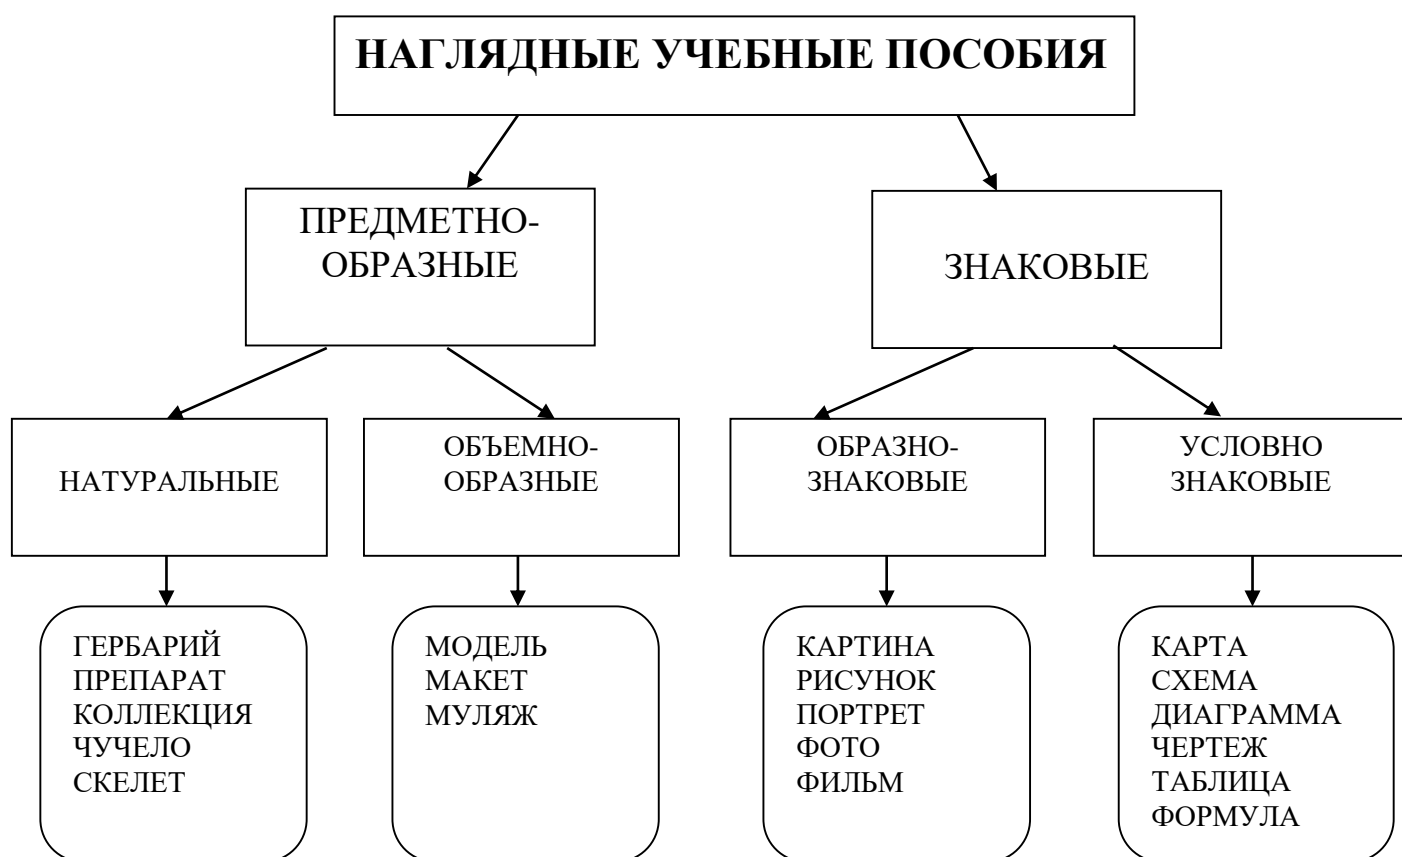 НАГЛЯДНЫЕ УЧЕБНЫЕ ПОСОБИЯ
ПРЕДМЕТНО-
ОБРАЗНЫЕ
ЗНАКОВЫЕ
НАТУРАЛЬНЫЕ
ОБЪЕМНО-
ОБРАЗНЫЕ
ОБРАЗНО-
ЗНАКОВЫЕ
УСЛОВНО
ЗНАКОВЫЕ
ГЕРБАРИЙ
ПРЕПАРАТ
КОЛЛЕКЦИЯ
ЧУЧЕЛО
СКЕЛЕТ
МОДЕЛЬ
МАКЕТ
МУЛЯЖ
КАРТИНА
РИСУНОК
ПОРТРЕТ
ФОТО
ФИЛЬМ
КАРТА
СХЕМА
ДИАГРАММА
ЧЕРТЕЖ
ТАБЛИЦА
ФОРМУЛА